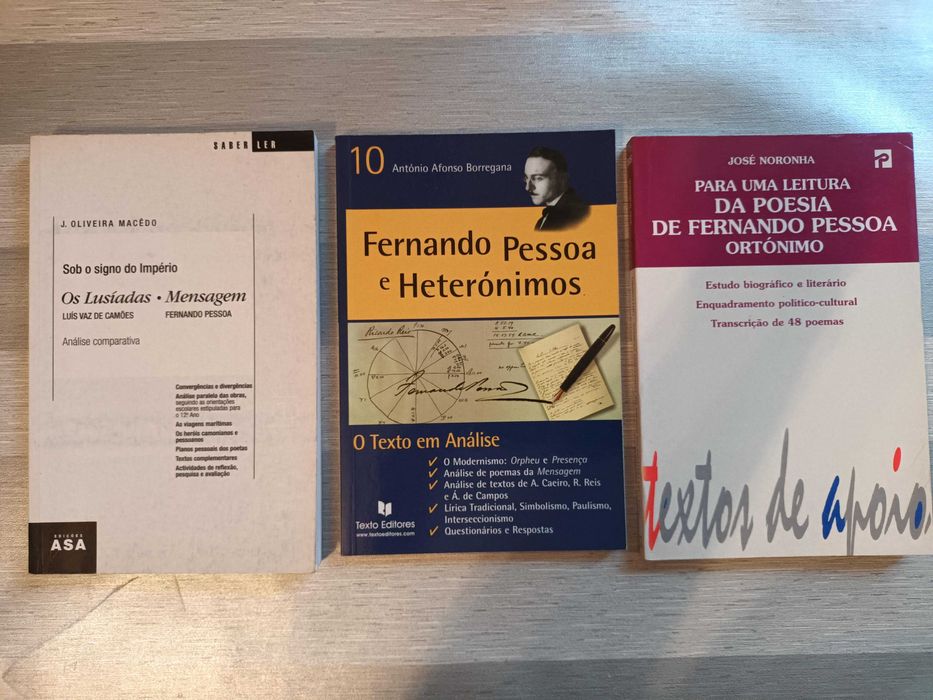 SABER LER
J. OLIVEIRA MACÊDO
Sob o signo do Império
Os Lusíadas • Mensagem
LUÍS VAZ DE CAMÕES FERNANDO PESSOA
Análise comparativa
Convergências e divergências
Análise paralela das obras,
seguindo as orientações
escolares estipuladas para
o 12º Ano
As viagens marítimas
Os heróis camonianos e
pessoanos
Planos pessoais dos poetas
Textos complementares
Actividades de reflexão,
pesquisa e avaliação
EDIÇÕES
ASA
10 António Afonso Borregana
Fernando Pessoa
e Heterónimos
Ricardo Reis
Fernando Pessoa
O Texto em Análise
✓ O Modernismo: Orpheu e Presença
✓ Análise de poemas da Mensagem
✓ Análise de textos de A. Caeiro, R. Reis
e Á. de Campos
✓ Lírica Tradicional, Simbolismo, Paulismo,
Interseccionismo
✓ Questionários e Respostas
Texto Editores
www.textoeditores.com
JOSÉ NORONHA
P
PARA UMA LEITURA
DA POESIA
DE FERNANDO PESSOA
ORTÓNIMO
Estudo biográfico e literário
Enquadramento político-cultural
Transcrição de 48 poemas
textos de apoio